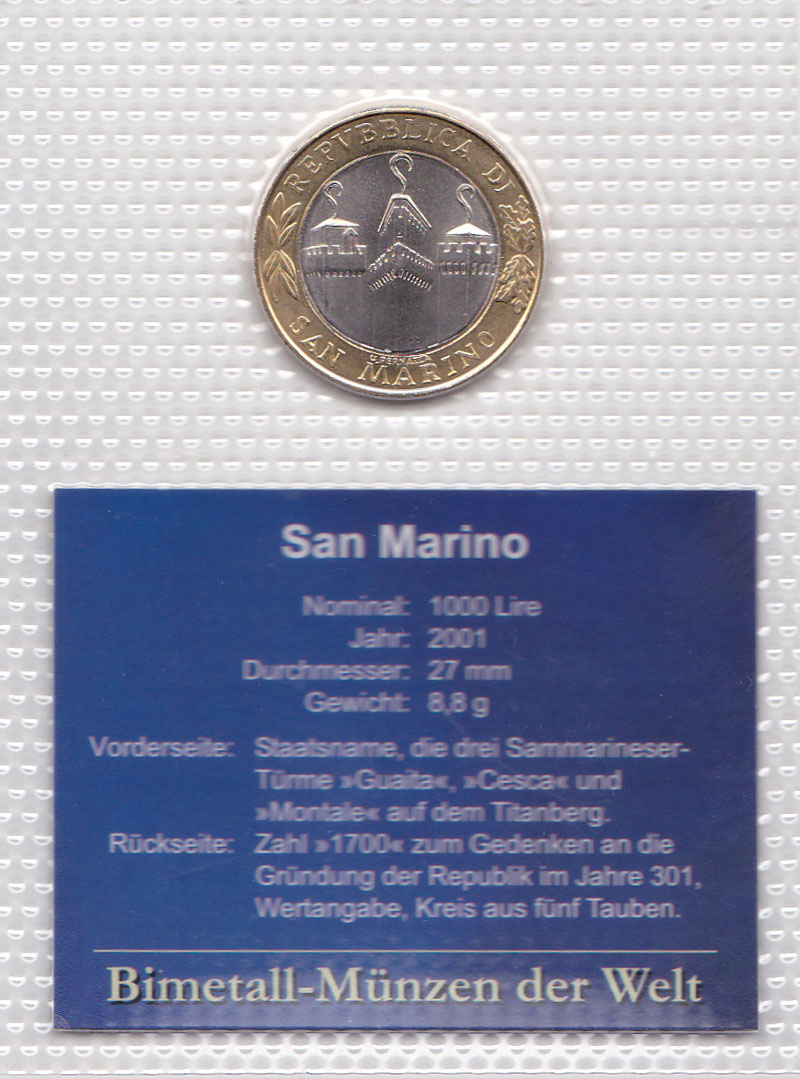 REPVBBLICA DI
SAN MARINO
San Marino
Nominal: 1000 Lire
Jahr: 2001
Durchmesser: 27 mm
Gewicht: 8,8 g
Vorderseite: Staatsname, die drei Sammarineser-
Türme »Guaita«, »Cesca« und
»Montale« auf dem Titanberg.
Rückseite: Zahl »1700« zum Gedenken an die
Gründung der Republik im Jahre 301,
Wertangabe, Kreis aus fünf Tauben.
Bimetall-Münzen der Welt